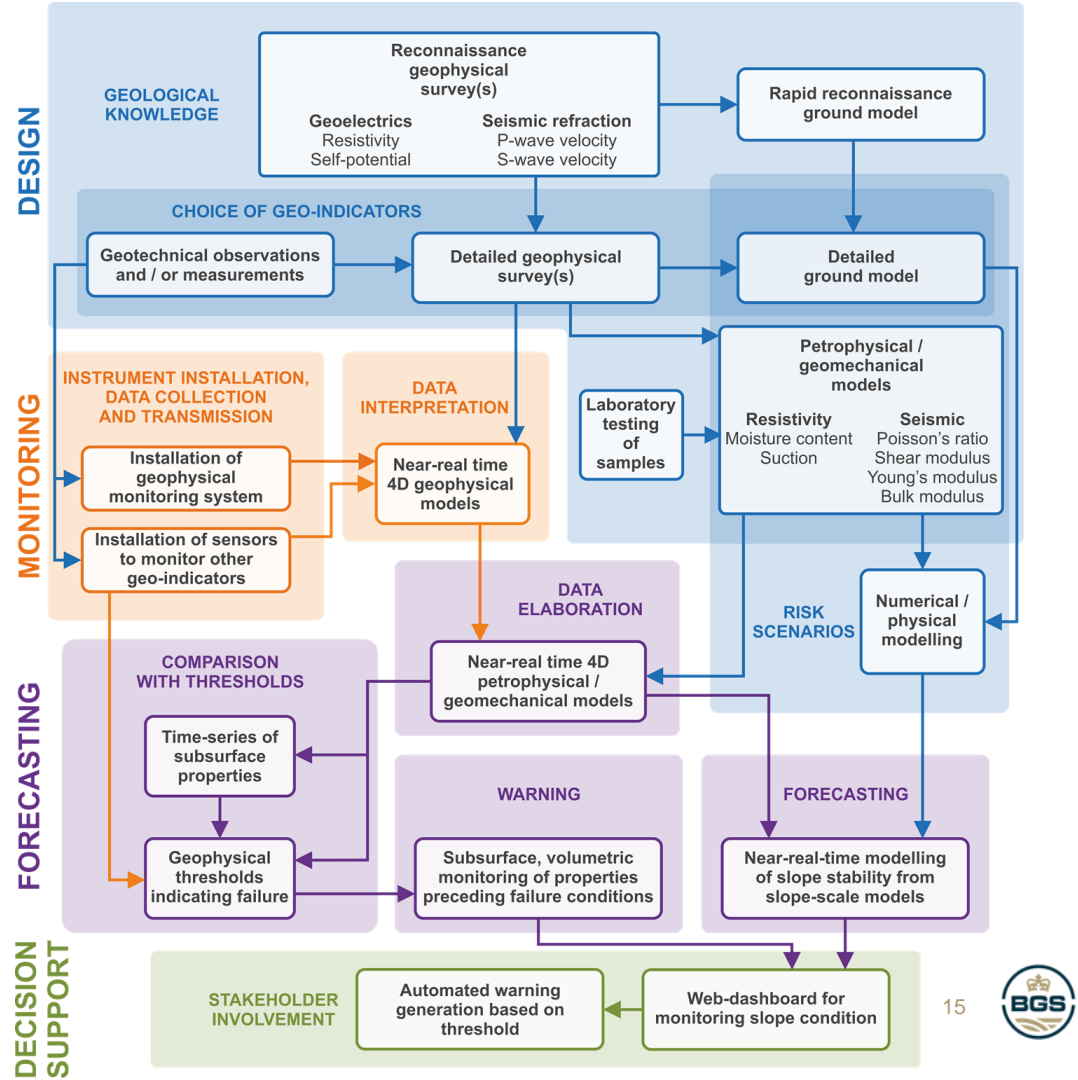 DESIGN
GEOLOGICAL
KNOWLEDGE
Reconnaissance
geophysical
survey(s)
Geoelectrics
Resistivity
Self-potential
Seismic refraction
P-wave velocity
S-wave velocity
Rapid reconnaissance
ground model
CHOICE OF GEO-INDICATORS
Geotechnical observations
and / or measurements
Detailed geophysical
survey(s)
Detailed
ground model
MONITORING
INSTRUMENT INSTALLATION,
DATA COLLECTION
AND TRANSMISSION
Installation of
geophysical
monitoring system
Installation of sensors
to monitor other
geo-indicators
DATA
INTERPRETATION
Near-real time
4D geophysical
models
Laboratory
testing
of
samples
Petrophysical /
geomechanical
models
Resistivity
Moisture content
Suction
Seismic
Poisson's ratio
Shear modulus
Young's modulus
Bulk modulus
RISK
SCENARIOS
Numerical /
physical
modelling
FORECASTING
DATA
ELABORATION
Near-real time 4D
petrophysical /
geomechanical models
COMPARISON
WITH THRESHOLDS
Time-series of
subsurface
properties
Geophysical
thresholds
indicating failure
WARNING
Subsurface, volumetric
monitoring of properties
preceding failure conditions
FORECASTING
Near-real-time modelling
of slope stability from
slope-scale models
DECISION
SUPPORT
STAKEHOLDER
INVOLVEMENT
Automated warning
generation based on
threshold
Web-dashboard for
monitoring slope condition
15
BGS